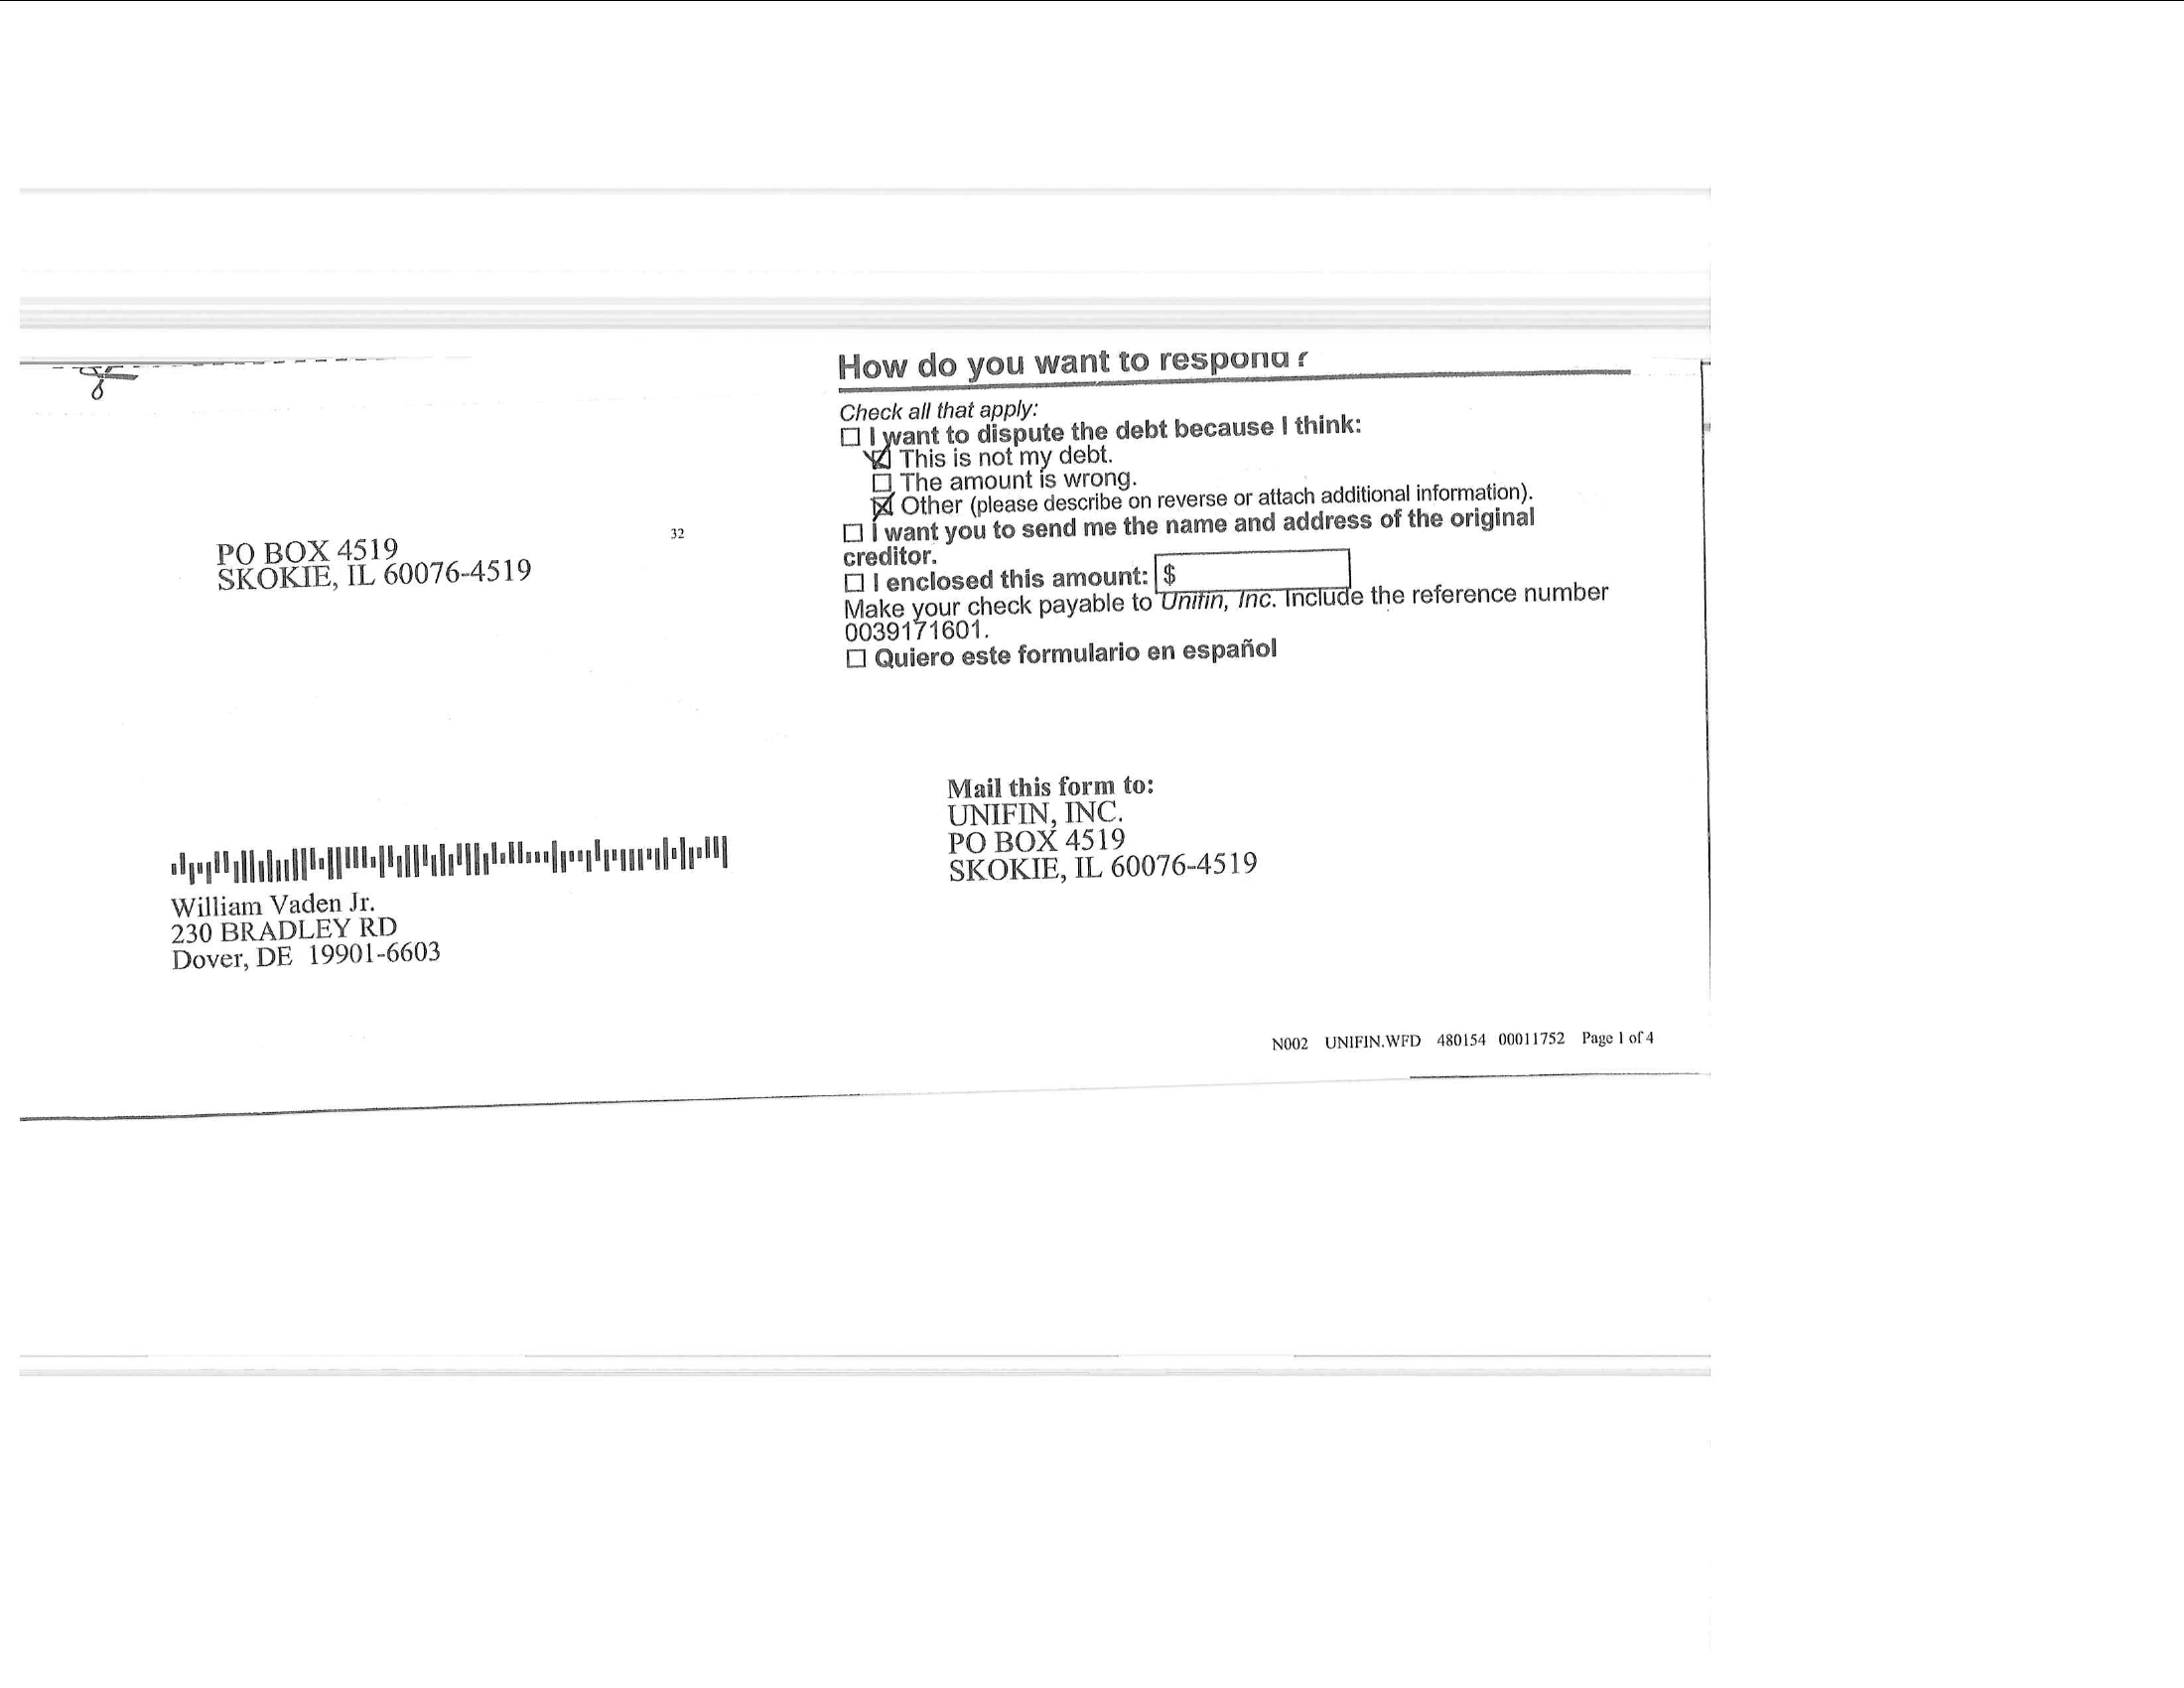 PO BOX 4519
SKOKIE, IL 60076-4519
32
William Vaden Jr.
230 BRADLEY RD
Dover, DE 19901-6603
How do you want to respond?
Check all that apply:
☐ I want to dispute the debt because I think:
☒ This is not my debt.
☐ The amount is wrong.
☒ Other (please describe on reverse or attach additional information).
☐ I want you to send me the name and address of the original
creditor.
☐ I enclosed this amount: $
Make your check payable to Unifin, Inc. Include the reference number
0039171601.
☐ Quiero este formulario en español
Mail this form to:
UNIFIN, INC.
PO BOX 4519
SKOKIE, IL 60076-4519
N002 UNIFIN.WFD 480154 00011752 Page 1 of 4